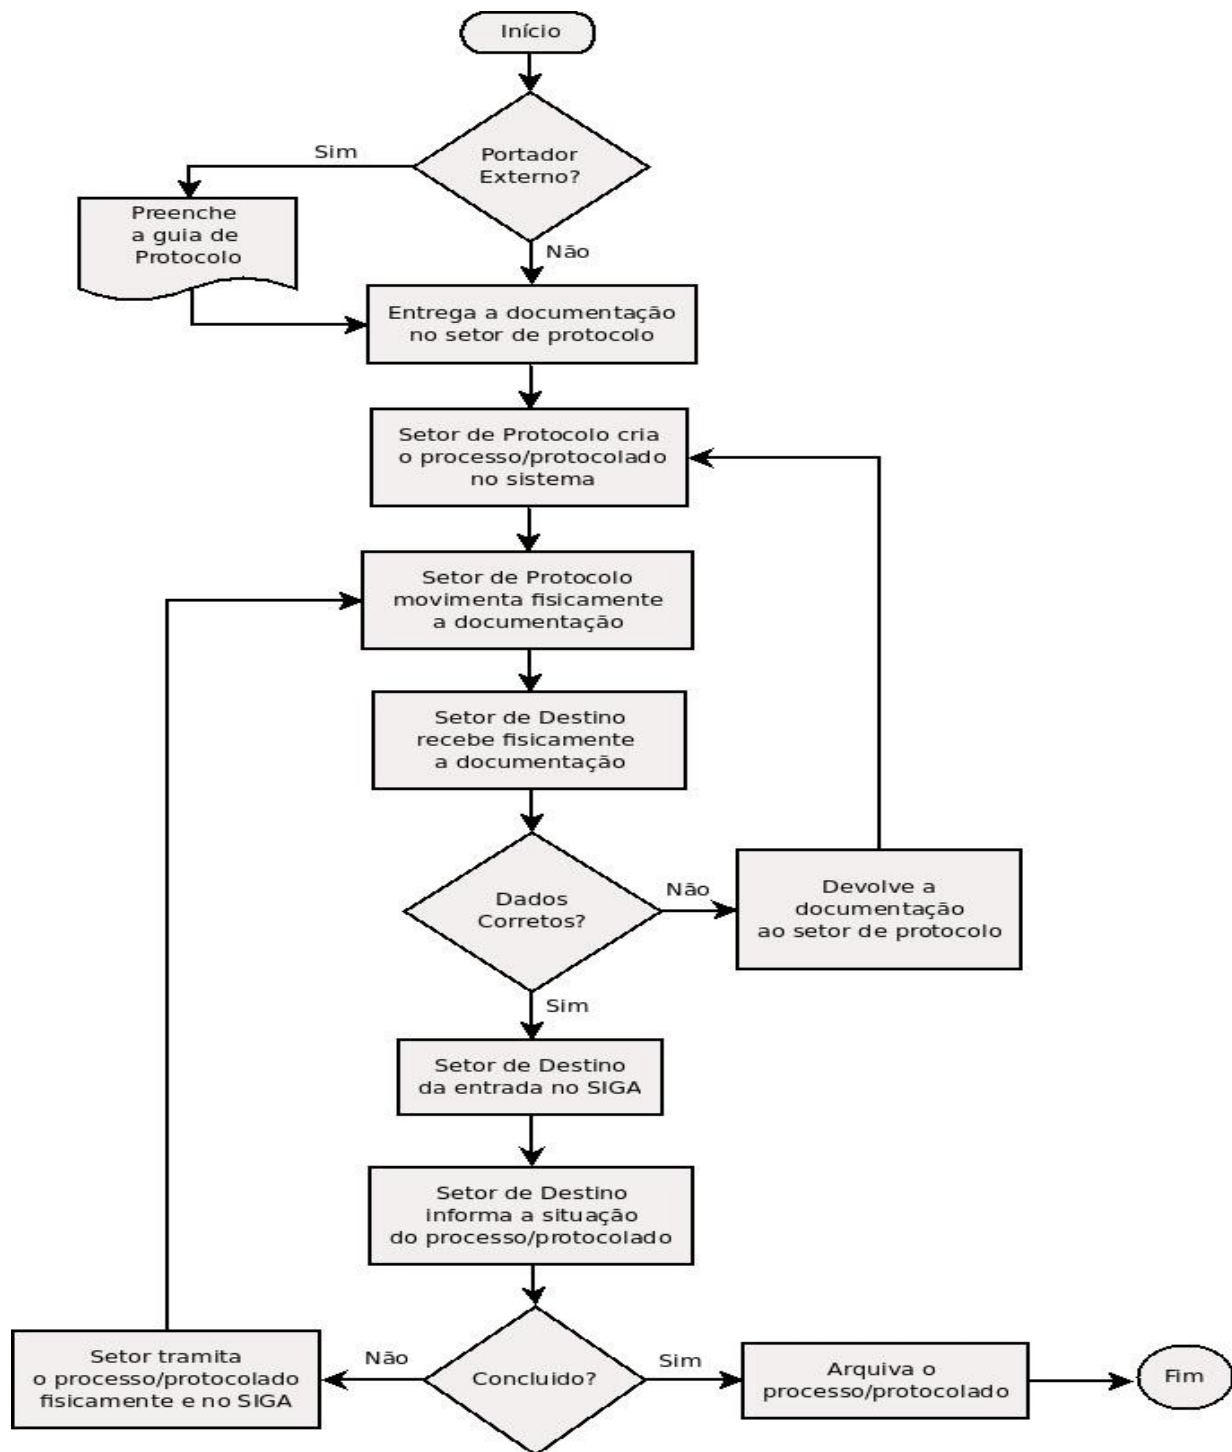 Início
Portador
Externo?
Sim
Preenche
a guia de
Protocolo
Não
Entrega a documentação
no setor de protocolo
Setor de Protocolo cria
o processo/protocolado
no sistema
Setor de Protocolo
movimenta fisicamente
a documentação
Setor de Destino
recebe fisicamente
a documentação
Dados
Corretos?
Não
Devolve a
documentação
ao setor de protocolo
Sim
Setor de Destino
da entrada no SIGA
Setor de Destino
informa a situação
do processo/protocolado
Concluido?
Não
Setor tramita
o processo/protocolado
fisicamente e no SIGA
Sim
Arquiva o
processo/protocolado
Fim